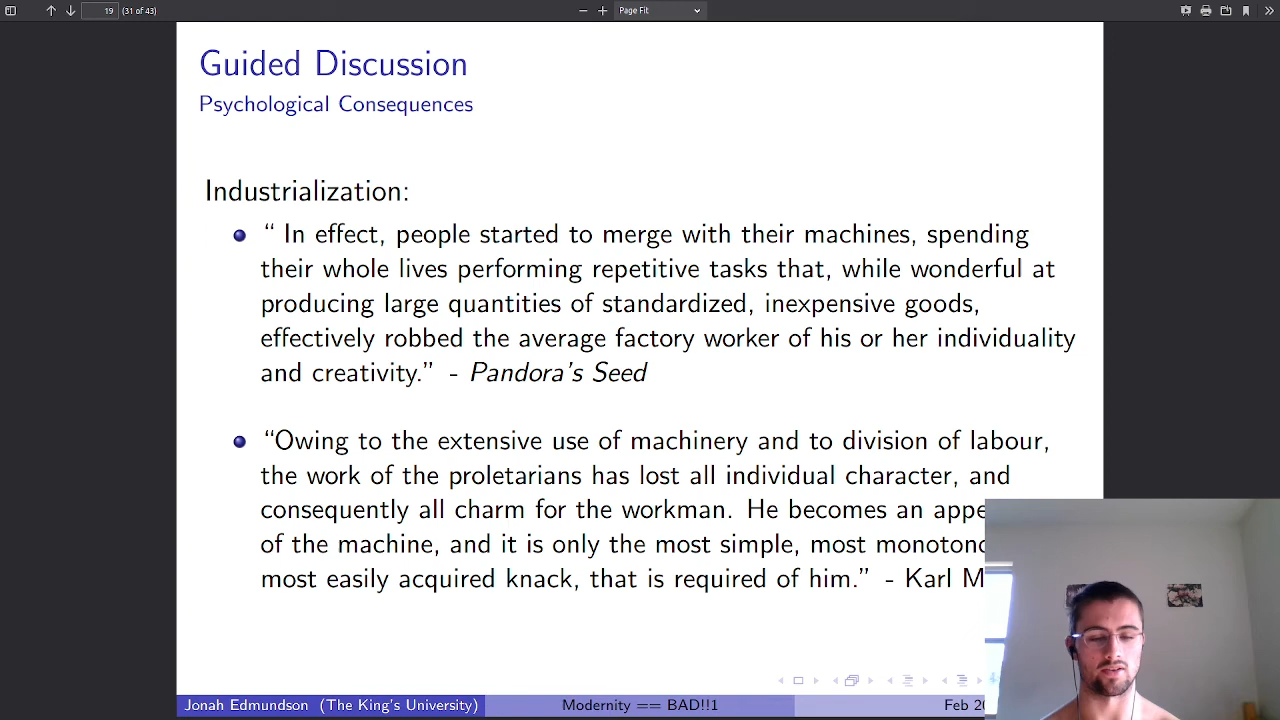 19 (31 of 43) Page Fit
Guided Discussion
Psychological Consequences
Industrialization:
“ In effect, people started to merge with their machines, spending
their whole lives performing repetitive tasks that, while wonderful at
producing large quantities of standardized, inexpensive goods,
effectively robbed the average factory worker of his or her individuality
and creativity.” - Pandora's Seed
“Owing to the extensive use of machinery and to division of labour,
the work of the proletarians has lost all individual character, and
consequently all charm for the workman. He becomes an appe
of the machine, and it is only the most simple, most monoton
most easily acquired knack, that is required of him.” - Karl M
Jonah Edmundson (The King's University) Modernity == BAD!!1 Feb 20